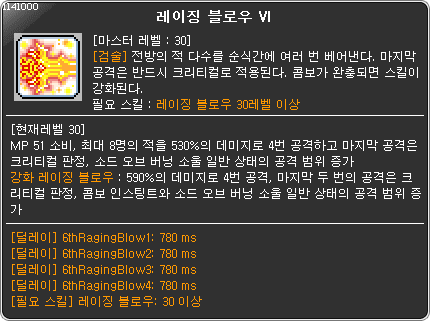 1141000
레이징 블로우 VI
[마스터 레벨 : 30]
[검술] 전방의 적 다수를 순식간에 여러 번 베어낸다. 마지막
공격은 반드시 크리티컬로 적용된다. 콤보가 완충되면 스킬이
강화된다.
필요 스킬 : 레이징 블로우 30레벨 이상
[현재레벨 30]
MP 51 소비, 최대 8명의 적을 530%의 데미지로 4번 공격하고 마지막 공격은
크리티컬 판정, 소드 오브 버닝 소울 일반 상태의 공격 범위 증가
강화 레이징 블로우 : 590%의 데미지로 4번 공격, 마지막 두 번의 공격은 크
리티컬 판정, 콤보 인스팅트와 소드 오브 버닝 소울 일반 상태의 공격 범위 증
가
[딜레이] 6thRagingBlow1: 780 ms
[딜레이] 6thRagingBlow2: 780 ms
[딜레이] 6thRagingBlow3: 780 ms
[딜레이] 6thRagingBlow4: 780 ms
[필요 스킬] 레이징 블로우: 30 이상